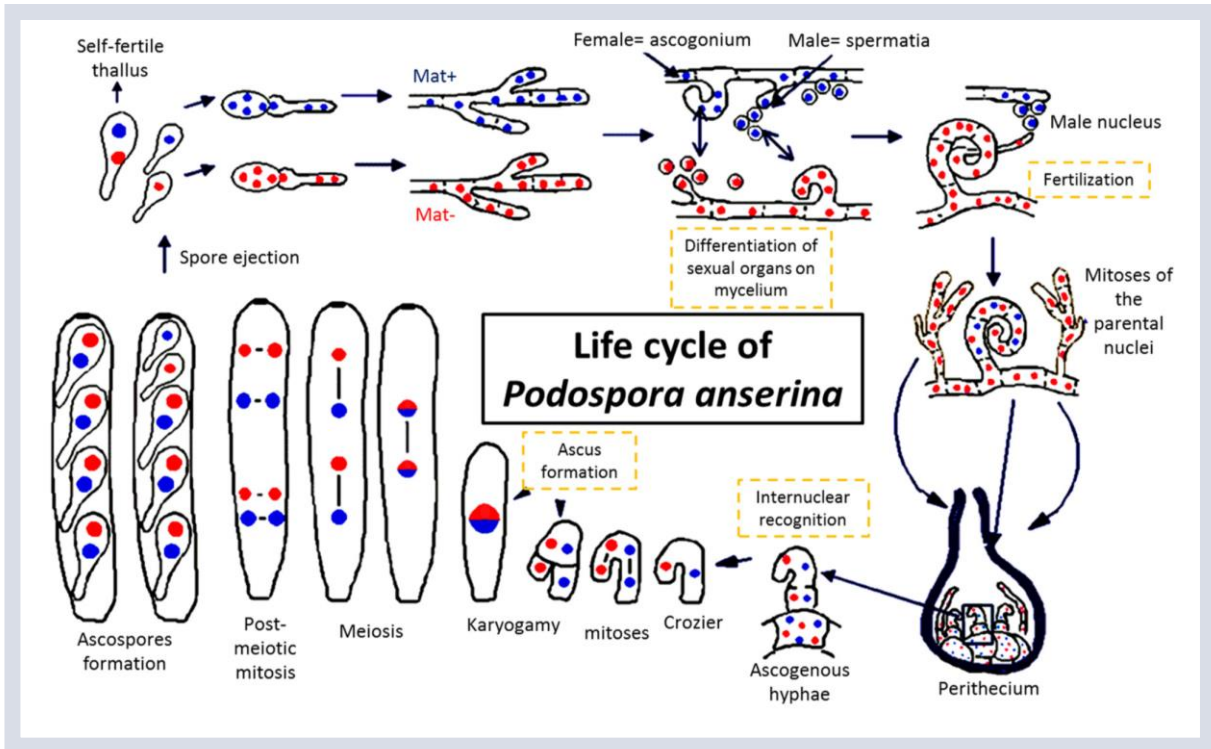 Self-fertile
thallus
Mat+
Mat-
Female= ascogonium
Male= spermatia
Male nucleus
Fertilization
Differentiation of
sexual organs on
mycelium
Spore ejection
Mitoses of
the
parental
nuclei
Life cycle of
Podospora anserina
Ascus
formation
Internuclear
recognition
Ascospores
formation
Post-
meiotic
mitosis
Meiosis
Karyogamy
mitoses
Crozier
Ascogenous
hyphae
Perithecium